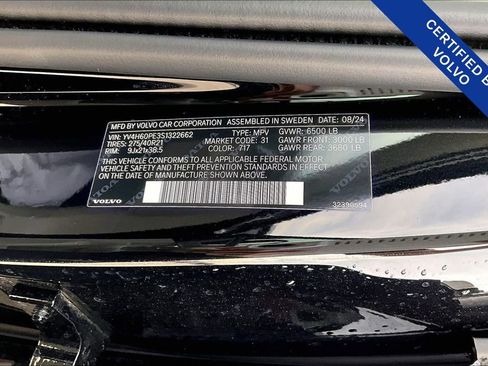 CERTIFIED BY
VOLVO
MFD BY VOLVO CAR CORPORATION ASSEMBLED IN SWEDEN DATE: 08/24
VIN: YV4H60PE3S1322662 TYPE: MPV GVWR: 6500 LB
TIRES: 275/40R21 MARKET CODE: 31 GAWR FRONT: 3000 LB
RIM: 9Jx21x38.5 COLOR: 717 GAWR REAR: 3660 LB
THIS VEHICLE CONFORMS TO ALL APPLICABLE FEDERAL MOTOR
VEHICLE SAFETY AND THEFT PREVENTION STANDARDS IN EFFECT
ON THE DATE OF MANUFACTURE SHOWN ABOVE.
VOLVO 32390594